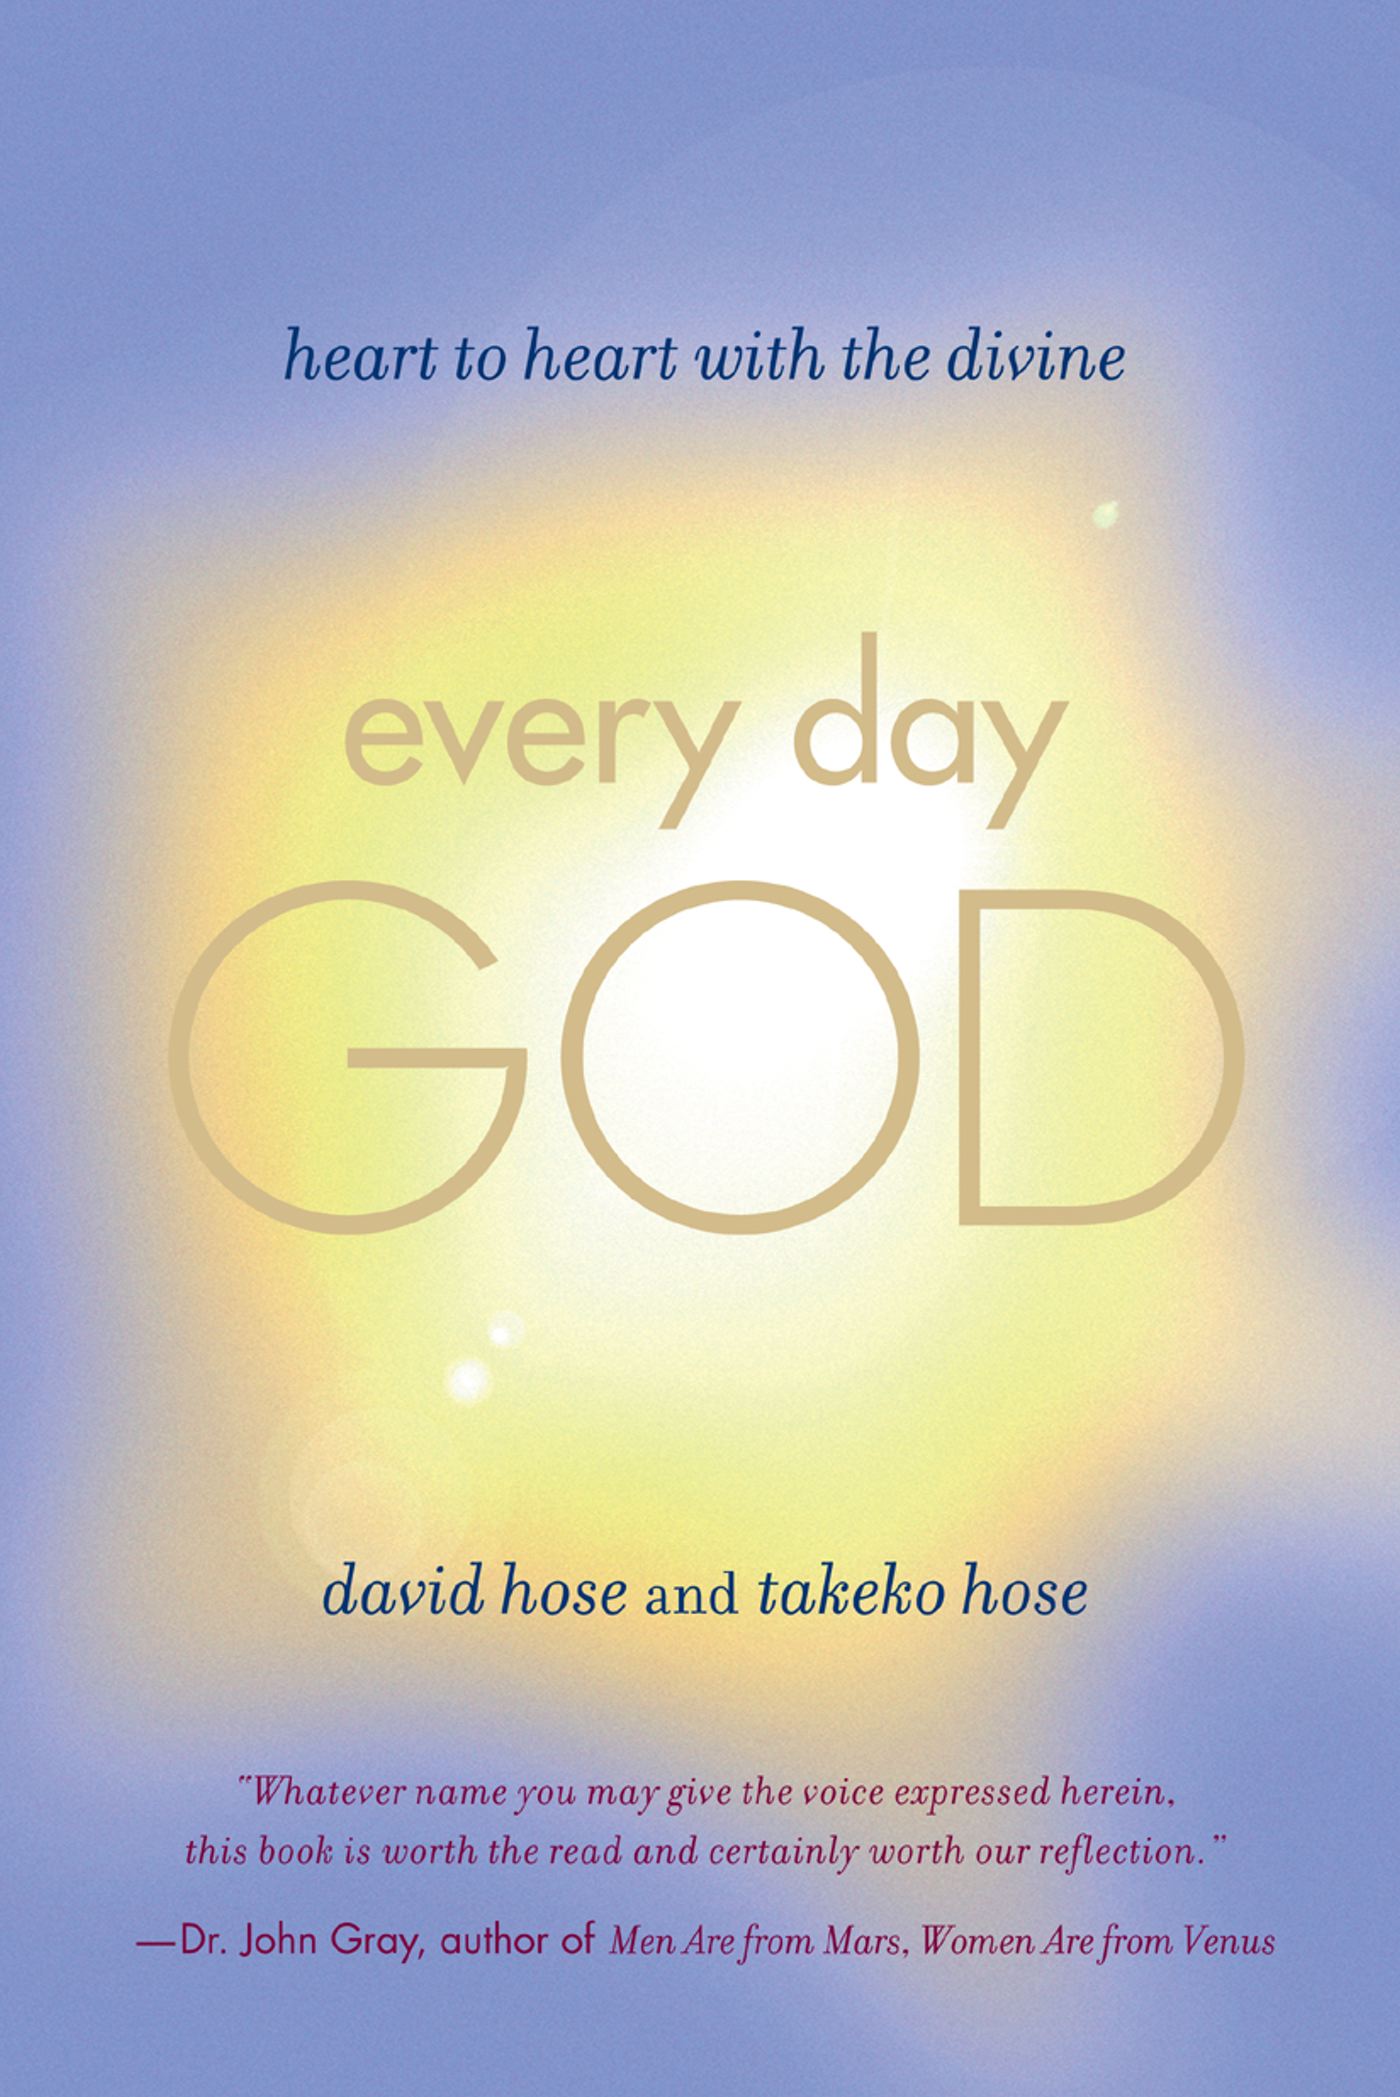 heart to heart with the divine
every day
GOD
david hose and takeko hose
"Whatever name you may give the voice expressed herein,
this book is worth the read and certainly worth our reflection."
—Dr. John Gray, author of Men Are from Mars, Women Are from Venus